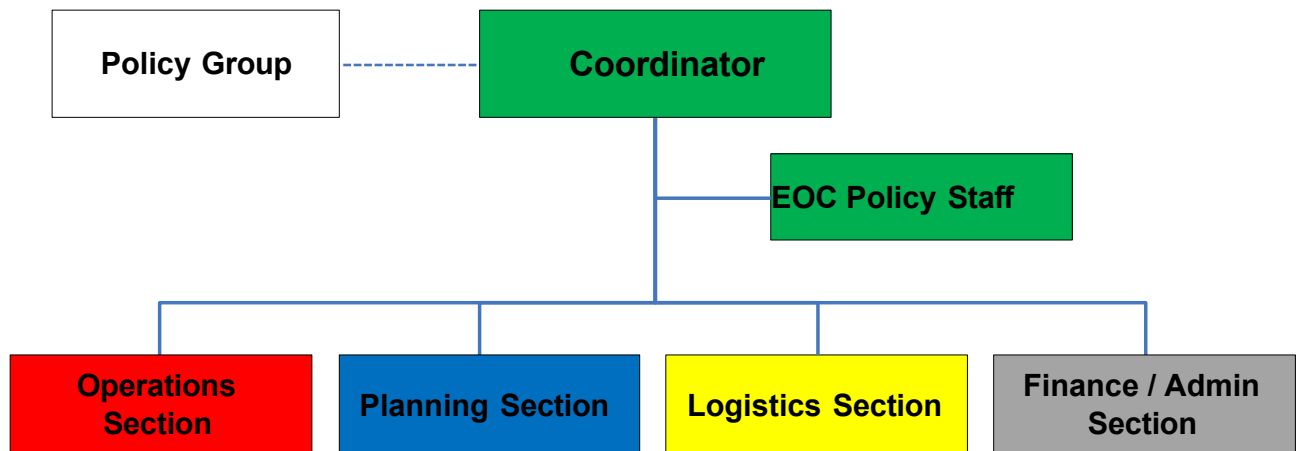 Policy Group
Coordinator
EOC Policy Staff
Operations
Section
Planning Section
Logistics Section
Finance / Admin
Section